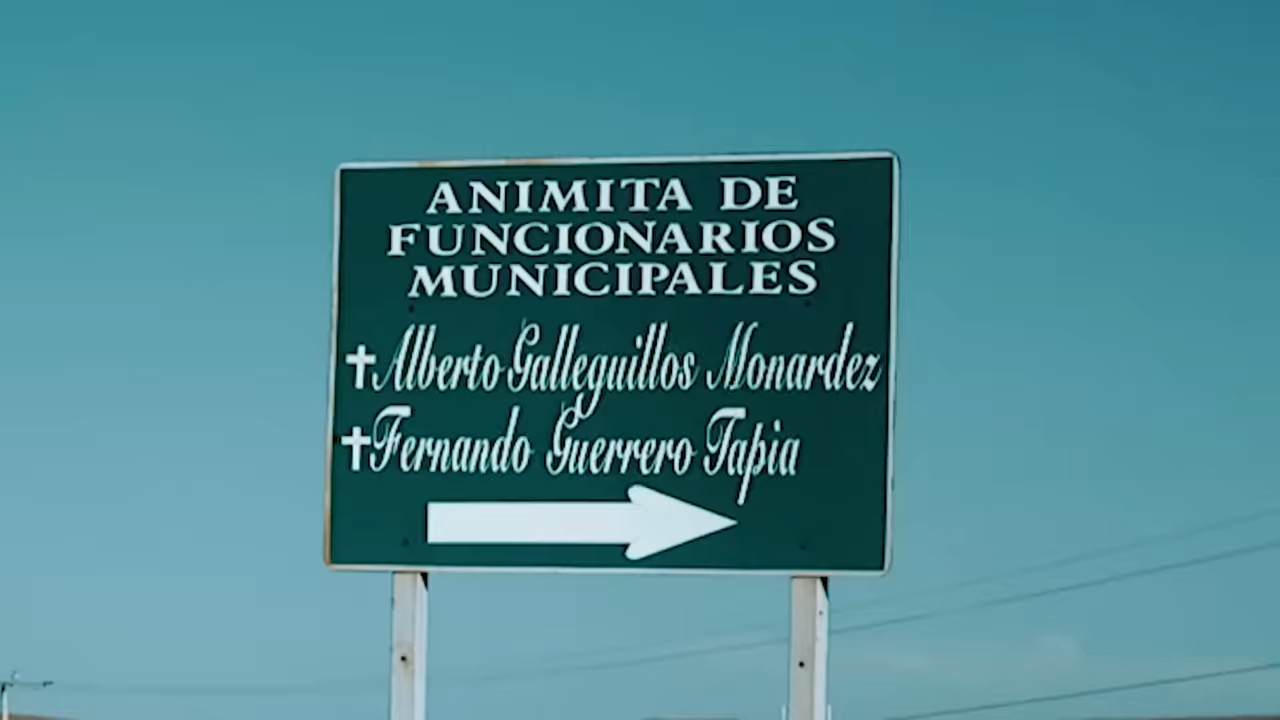 ANIMITA DE
FUNCIONARIOS
MUNICIPALES
✝Alberto Galleguillos Monardez
✝Fernando Guerrero Tapia